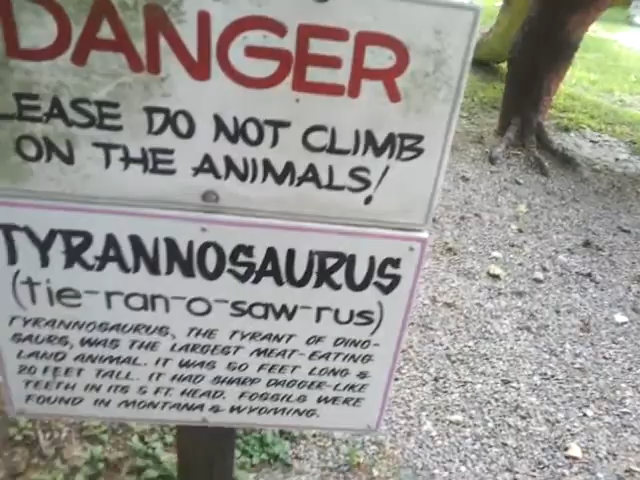 DANGER
LEASE DO NOT CLIMB
ON THE ANIMALS!
TYRANNOSAURUS
(tie-ran-o-saw-rus)
TYRANNOSAURUS, THE TYRANT OF DINO-
SAURS, WAS THE LARGEST MEAT-EATING
LAND ANIMAL. IT WAS 50 FEET LONG &
20 FEET TALL. IT HAD SHARP DAGGER-LIKE
TEETH IN ITS 5 FT. HEAD. FOSSILS WERE
FOUND IN MONTANA & WYOMING.